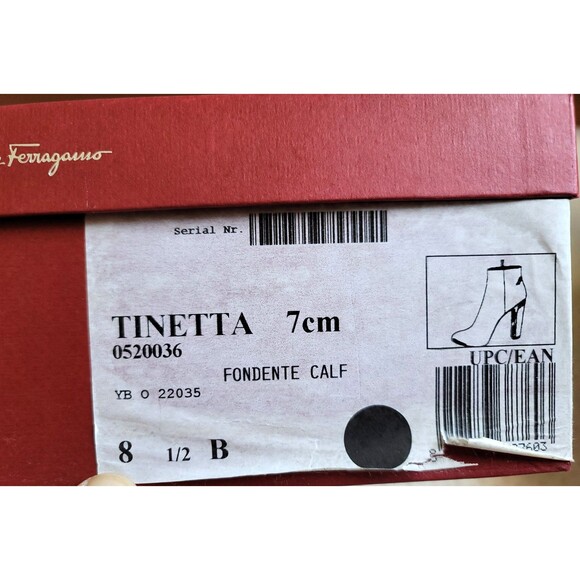 Ferragamo
Serial Nr.
TINETTA 7cm
0520036
FONDENTE CALF
YB O 22035
8 1/2 B
UPC/EAN